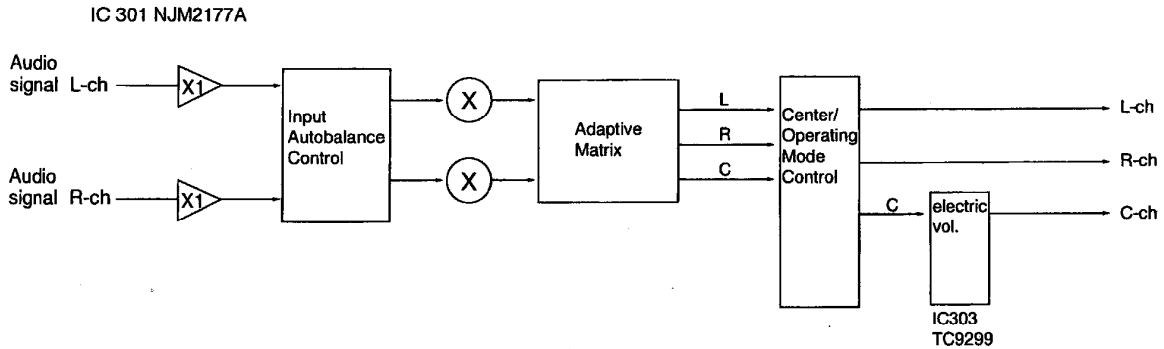 IC 301 NJM2177A
Audio
signal L-ch
X1
Input
Autobalance
Control
X
Adaptive
Matrix
L
R
C
Center/
Operating
Mode
Control
L-ch
R-ch
Audio
signal R-ch
X1
X
C
electric
vol.
C-ch
IC303
TC9299